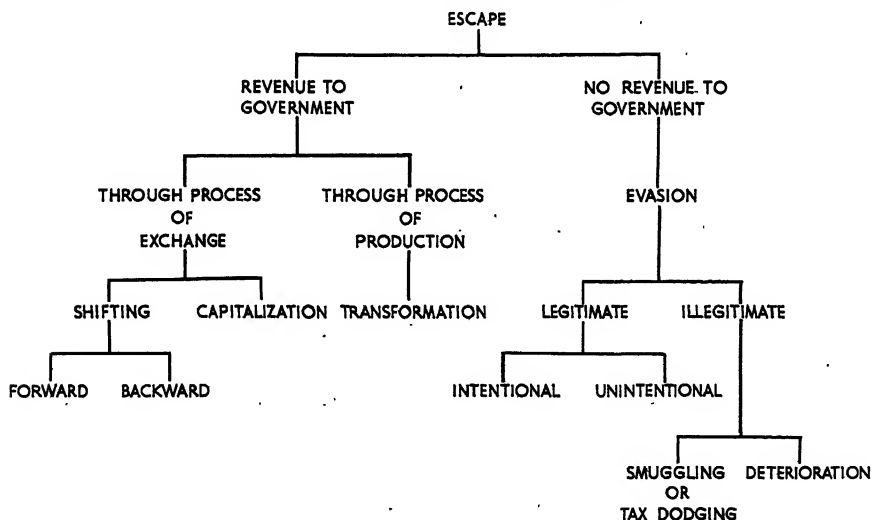 ESCAPE
REVENUE TO
GOVERNMENT
NO REVENUE TO
GOVERNMENT
THROUGH PROCESS
OF
EXCHANGE
THROUGH PROCESS
OF
PRODUCTION
EVASION
SHIFTING
CAPITALIZATION
TRANSFORMATION
LEGITIMATE
ILLEGITIMATE
FORWARD
BACKWARD
INTENTIONAL
UNINTENTIONAL
SMUGGLING
OR
TAX DODGING
DETERIORATION